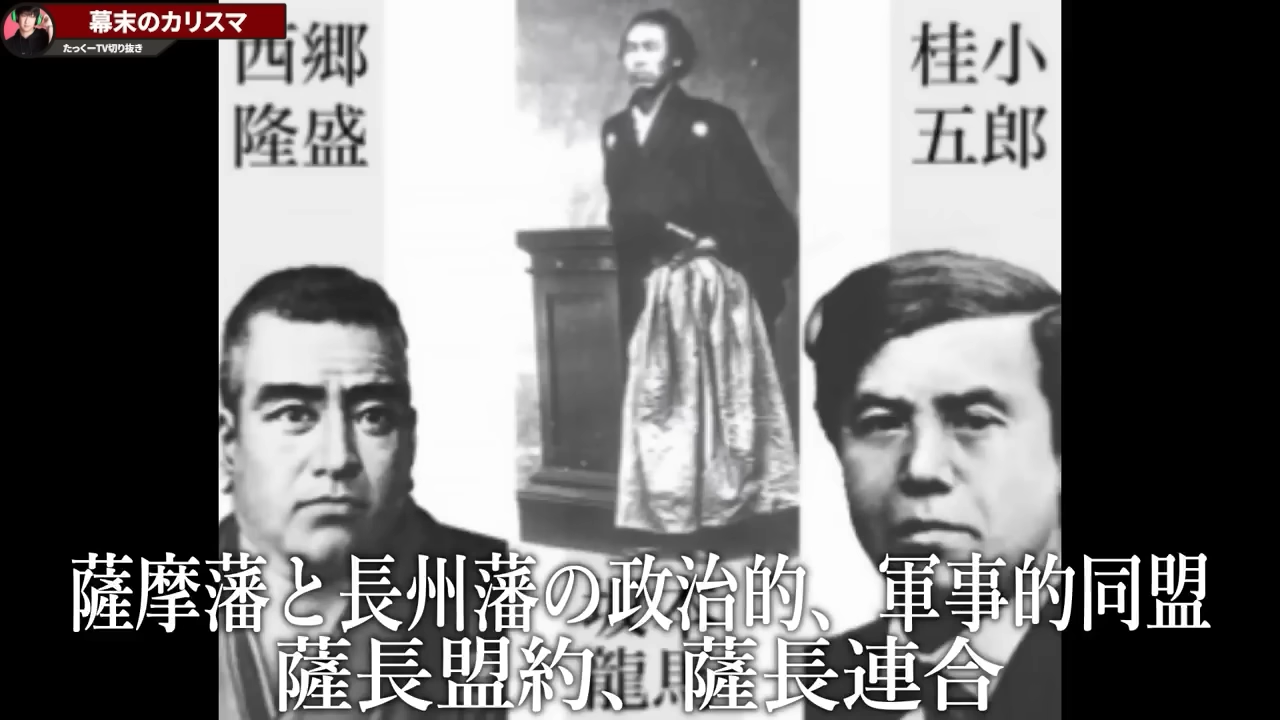 幕末のカリスマ
たっくーTV切り抜き
西郷
隆盛
桂小
五郎
薩摩藩と長州藩の政治的、軍事的同盟
薩長盟約、薩長連合
龍馬